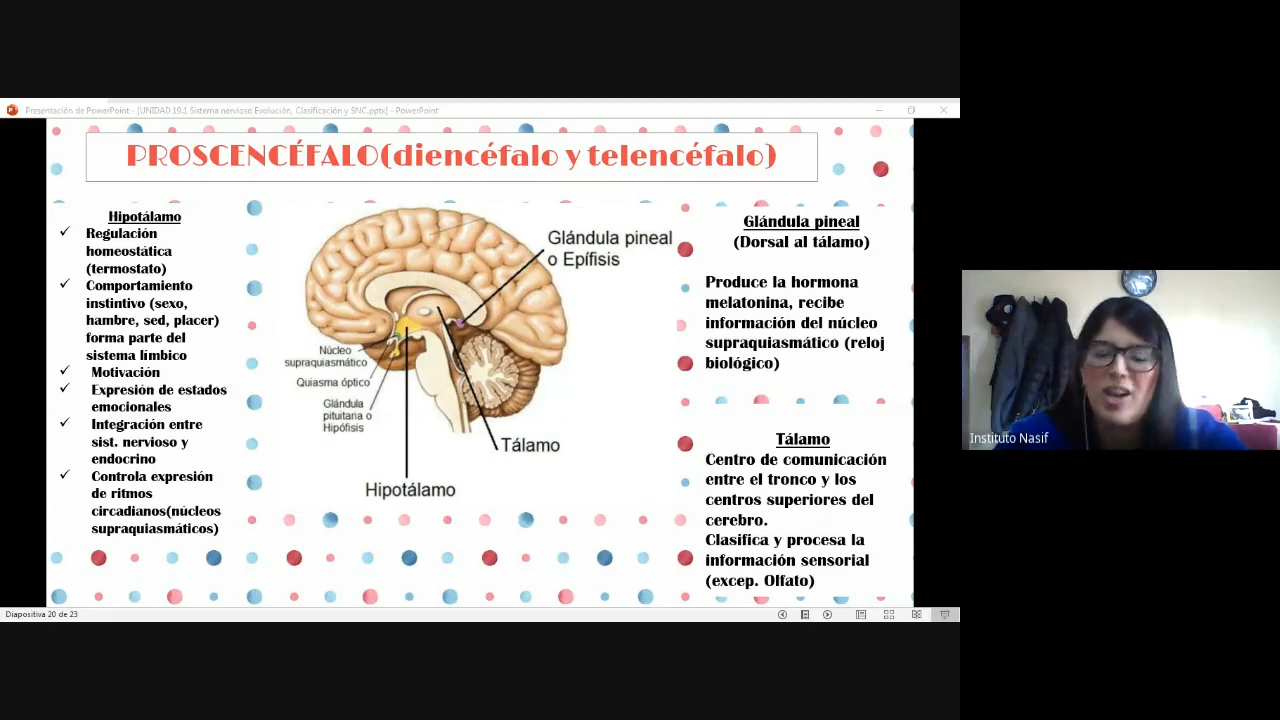 Presentación de PowerPoint - [UNIDAD 19.1 Sistema nervioso Evolución, Clasificación y SNC.pptx] - PowerPoint
PROSCENCÉFALO(diencéfalo y telencéfalo)
Hipotálamo
Regulación
homeostática
(termostato)
Comportamiento
instintivo (sexo,
hambre, sed, placer)
forma parte del
sistema límbico
Motivación
Expresión de estados
emocionales
Integración entre
sist. nervioso y
endocrino
Controla expresión
de ritmos
circadianos(núcleos
supraquiasmáticos)
Glándula pineal
o Epífisis
Núcleo
supraquiasmático
Quiasma óptico
Glándula
pituitaria o
Hipófisis
Tálamo
Hipotálamo
Glándula pineal
(Dorsal al tálamo)
Produce la hormona
melatonina, recibe
información del núcleo
supraquiasmático (reloj
biológico)
Tálamo
Centro de comunicación
entre el tronco y los
centros superiores del
cerebro.
Clasifica y procesa la
información sensorial
(excep. Olfato)
Diapositiva 20 de 23
Instituto Nasif